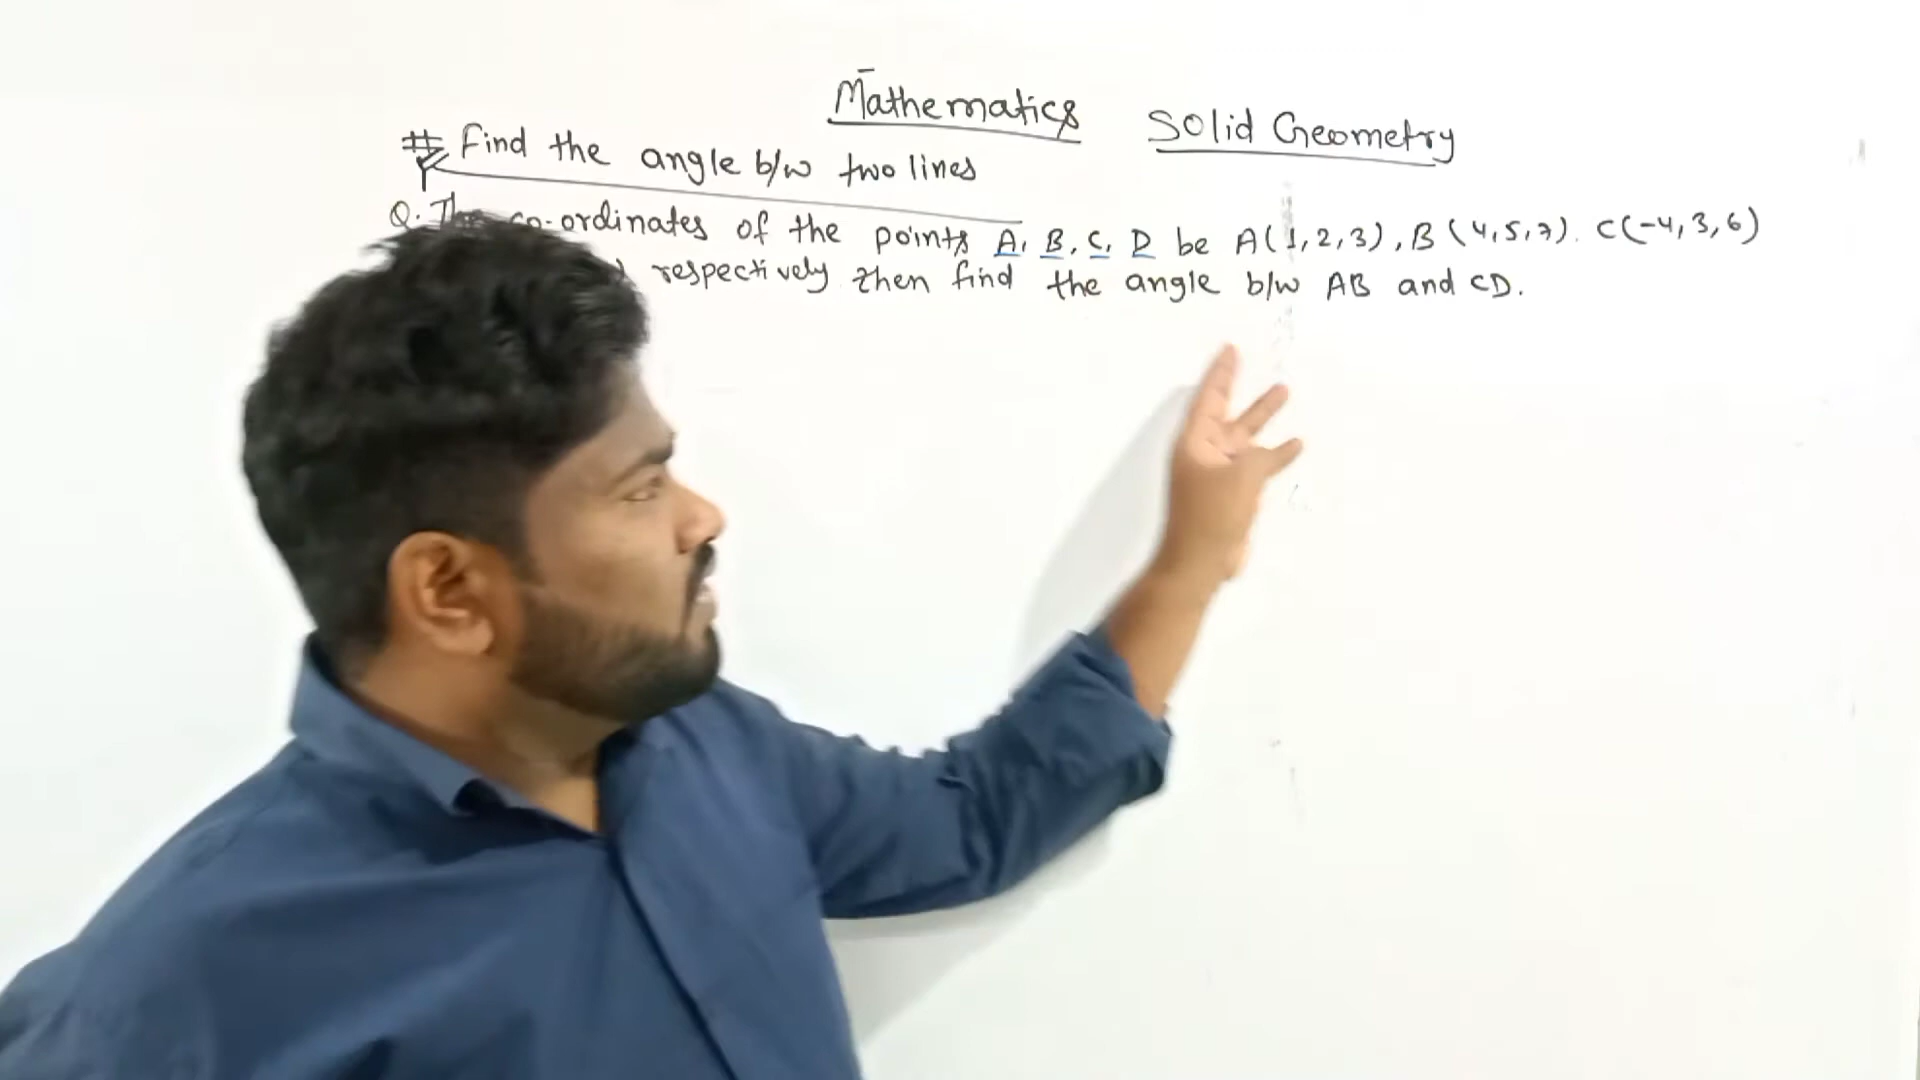 Mathematics Solid Geometry
# Find the angle b/w two lines
Q. The co-ordinates of the points A, B, C, D be A(1,2,3), B(4,5,7). C(-4,3,6)
respectively then find the angle b/w AB and CD.